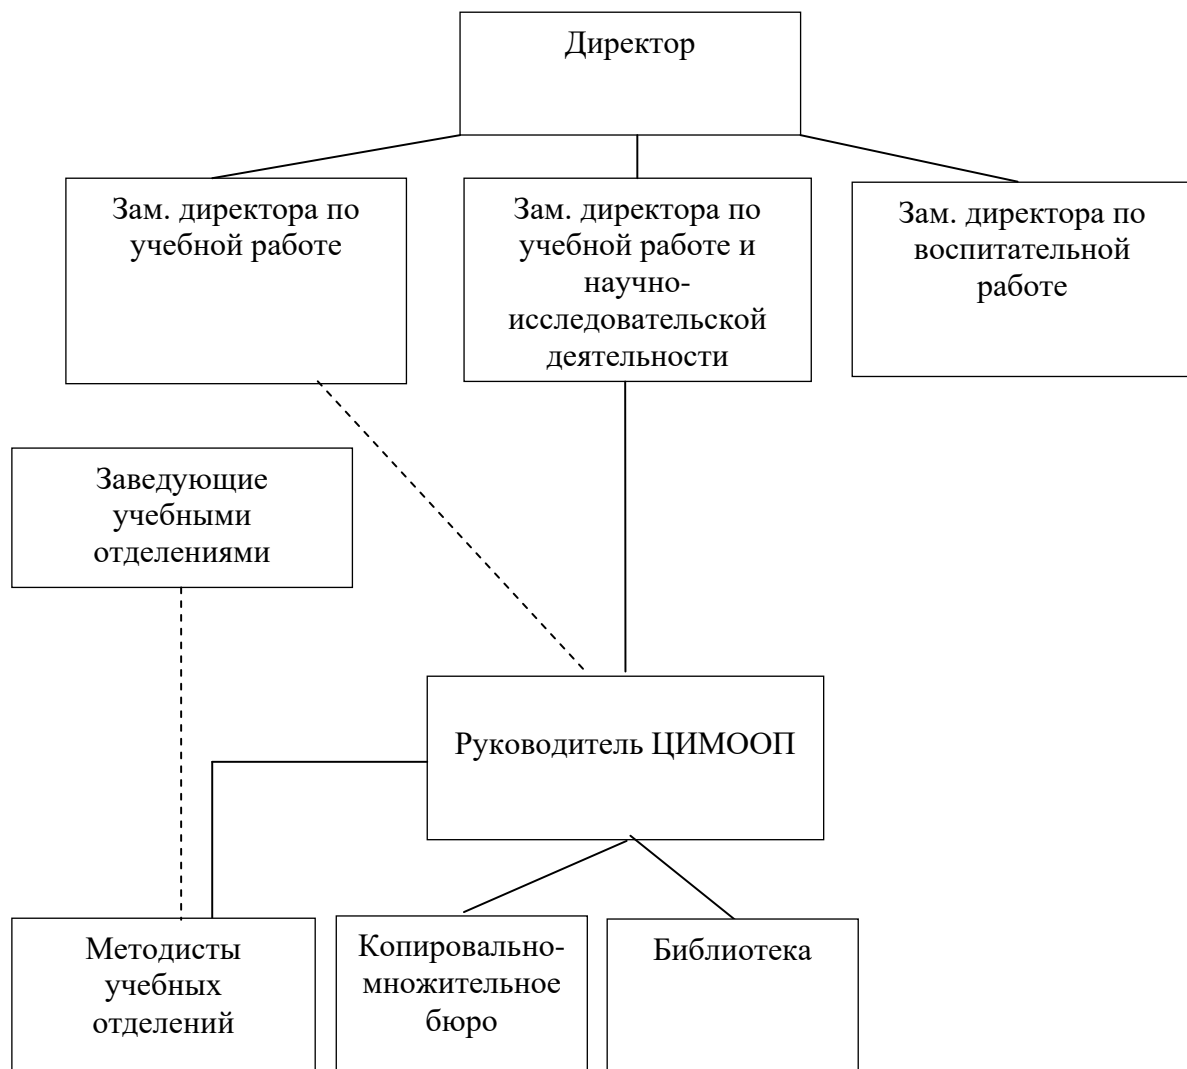 Директор
Зам. директора по
учебной работе
Зам. директора по
учебной работе и
научно-
исследовательской
деятельности
Зам. директора по
воспитательной
работе
Заведующие
учебными
отделениями
Руководитель ЦИМООП
Методисты
учебных
отделений
Копировально-
множительное
бюро
Библиотека